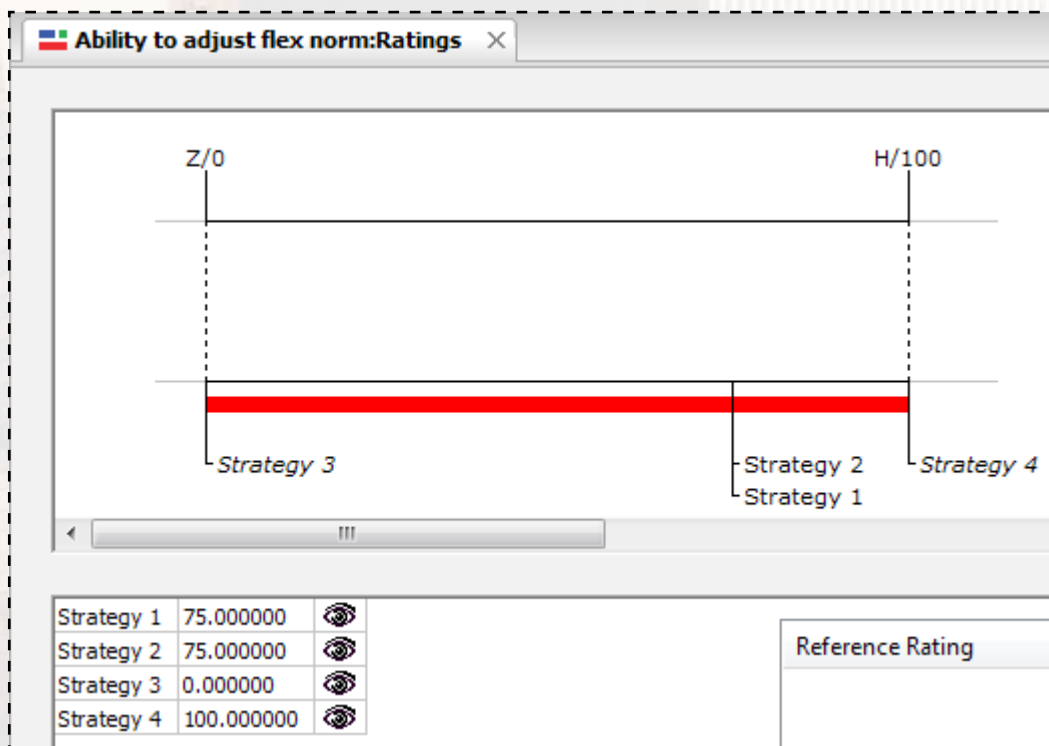 Ability to adjust flex norm:Ratings
Z/0 H/100
Strategy 3 Strategy 2 Strategy 4
Strategy 1
Strategy 1 75.000000
Strategy 2 75.000000
Strategy 3 0.000000
Strategy 4 100.000000
Reference Rating